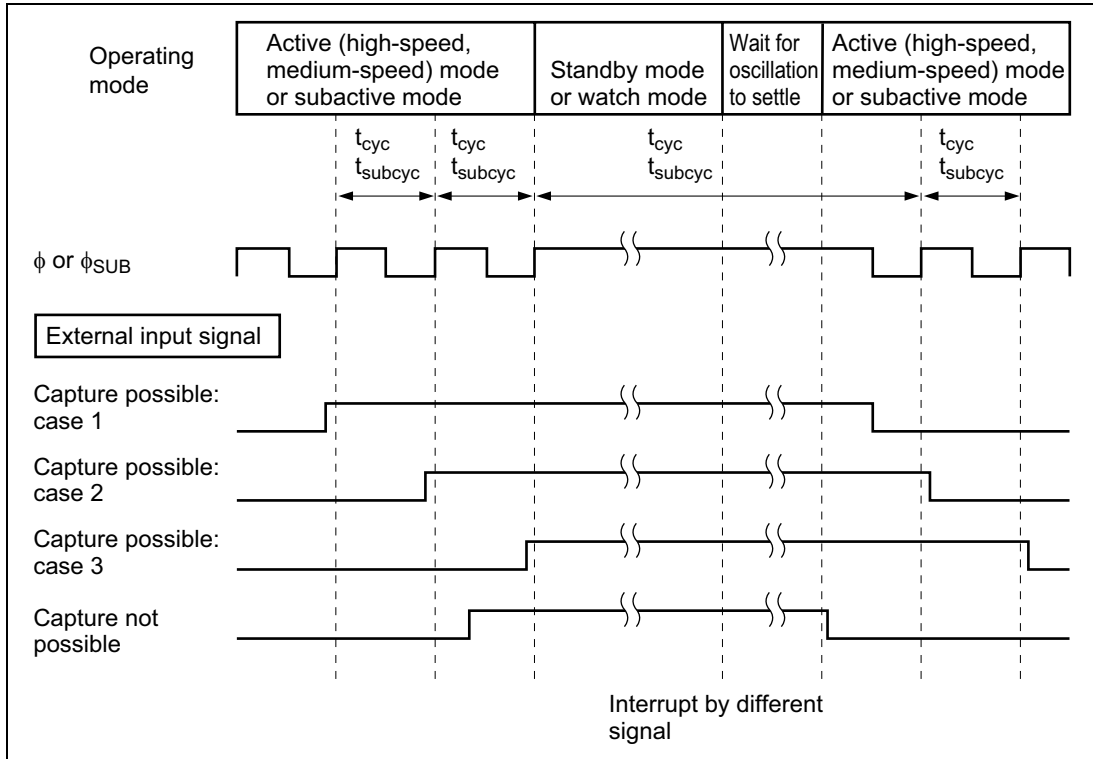 Operating
mode
Active (high-speed,
medium-speed) mode
or subactive mode
Standby mode
or watch mode
Wait for
oscillation
to settle
Active (high-speed,
medium-speed) mode
or subactive mode
tcyc
tsubcyc
tcyc
tsubcyc
tcyc
tsubcyc
tcyc
tsubcyc
ϕ or ϕSUB
External input signal
Capture possible:
case 1
Capture possible:
case 2
Capture possible:
case 3
Capture not
possible
Interrupt by different
signal